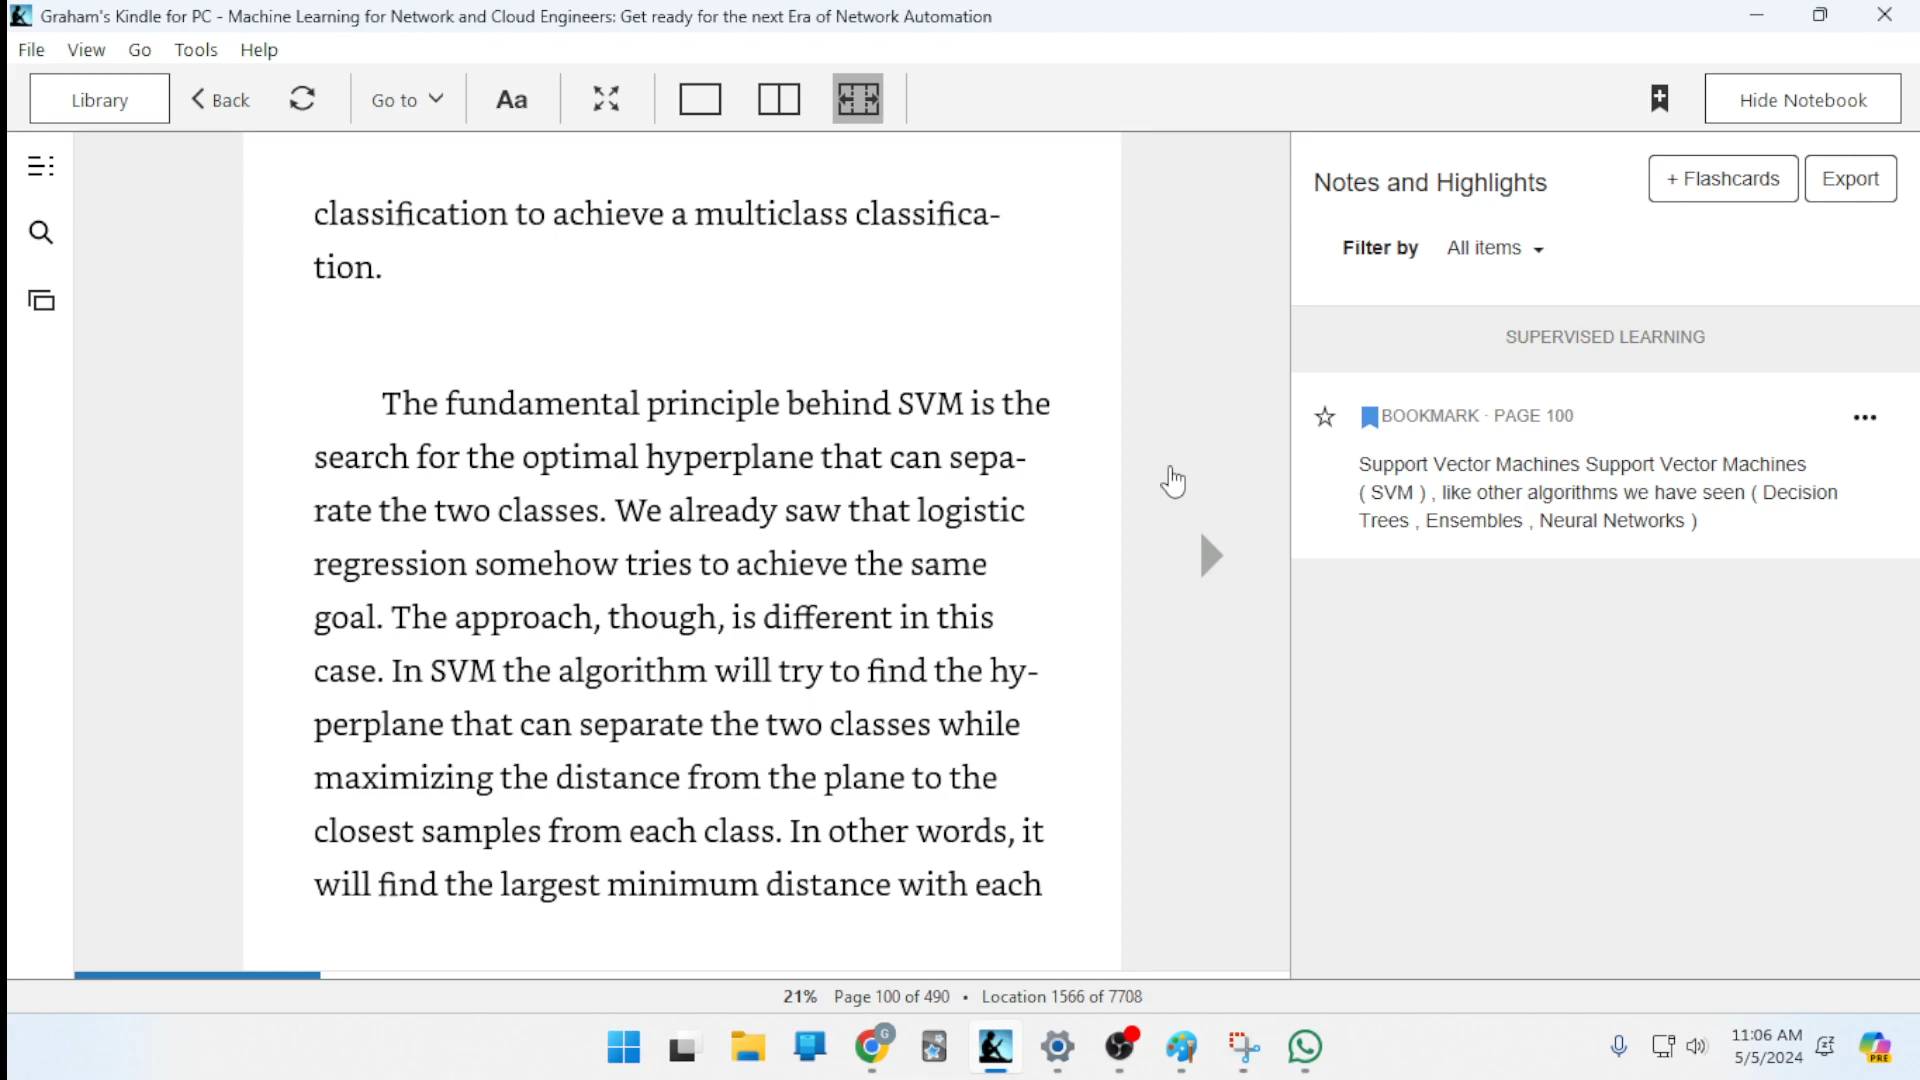 Graham's Kindle for PC - Machine Learning for Network and Cloud Engineers: Get ready for the next Era of Network Automation
File View Go Tools Help
Library Back Go to Aa Hide Notebook
classification to achieve a multiclass classifica-
tion.
The fundamental principle behind SVM is the
search for the optimal hyperplane that can sepa-
rate the two classes. We already saw that logistic
regression somehow tries to achieve the same
goal. The approach, though, is different in this
case. In SVM the algorithm will try to find the hy-
perplane that can separate the two classes while
maximizing the distance from the plane to the
closest samples from each class. In other words, it
will find the largest minimum distance with each
Notes and Highlights + Flashcards Export
Filter by All items
SUPERVISED LEARNING
BOOKMARK · PAGE 100
Support Vector Machines Support Vector Machines
( SVM ) , like other algorithms we have seen ( Decision
Trees , Ensembles , Neural Networks )
21% Page 100 of 490 • Location 1566 of 7708
G
11:06 AM
5/5/2024
PRE